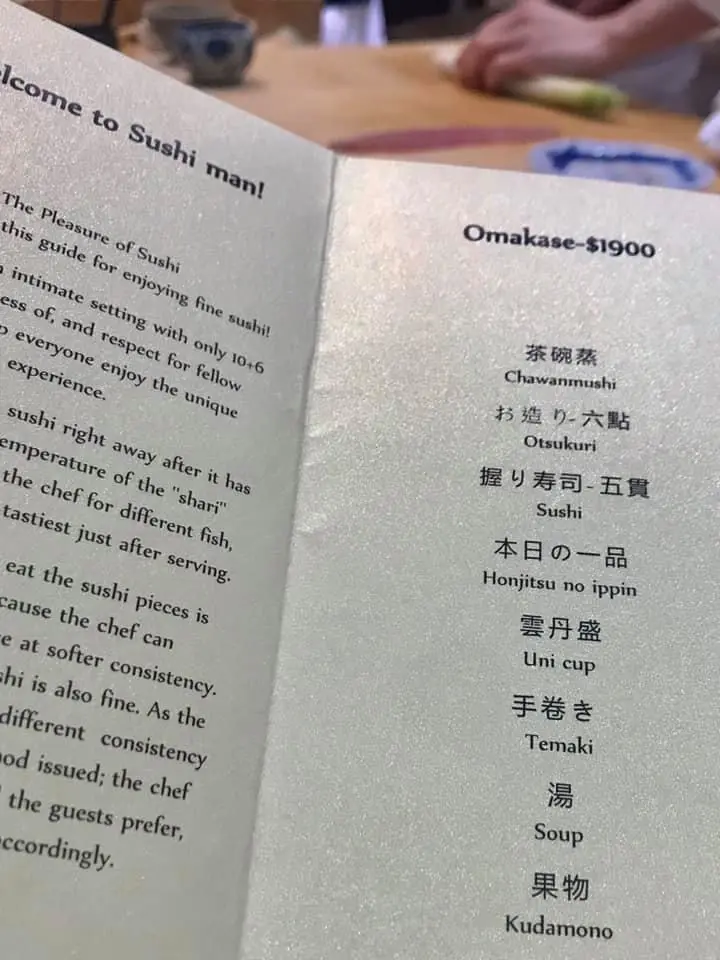 lcome to Sushi man!
The Pleasure of Sushi
this guide for enjoying fine sushi!
intimate setting with only 10+6
ess of, and respect for fellow
everyone enjoy the unique
experience.
sushi right away after it has
emperature of the "shari"
the chef for different fish,
tastiest just after serving.
eat the sushi pieces is
cause the chef can
e at softer consistency.
shi is also fine. As the
different consistency
ood issued; the chef
the guests prefer,
accordingly.
Omakase-$1900
茶碗蒸
Chawanmushi
お造り-六點
Otsukuri
握り寿司-五貫
Sushi
本日の一品
Honjitsu no ippin
雲丹盛
Uni cup
手卷き
Temaki
湯
Soup
果物
Kudamono